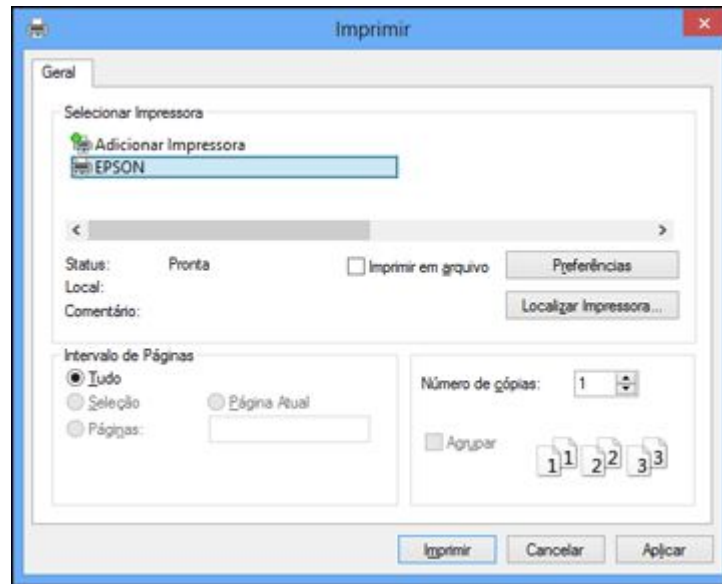 Imprimir
Geral
Selecionar Impressora
Adicionar Impressora
EPSON
Status: Pronta
Imprimir em arquivo
Preferências
Local:
Comentário:
Localizar Impressora...
Intervalo de Páginas
Tudo
Seleção
Página Atual
Páginas:
Número de cópias: 1
Agrupar
1 1 2 2 3 3
Imprimir
Cancelar
Aplicar